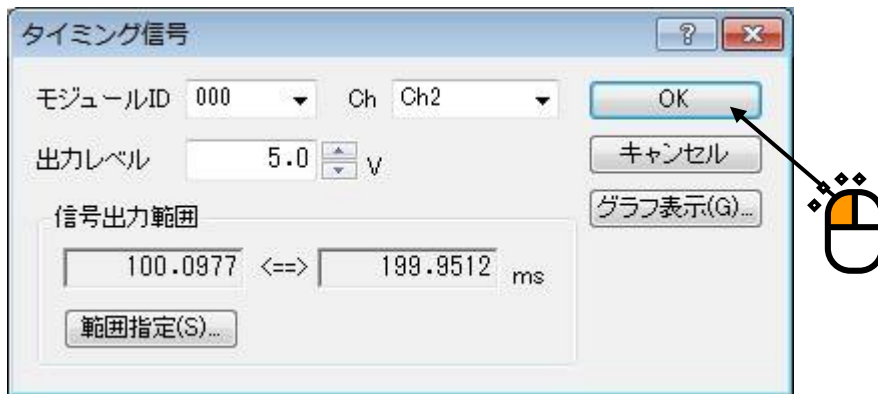 タイミング信号
モジュールID 000 Ch Ch2 OK
出力レベル 5.0 V キャンセル
信号出力範囲 グラフ表示(G)...
100.0977 <==> 199.9512 ms
範囲指定(S)...